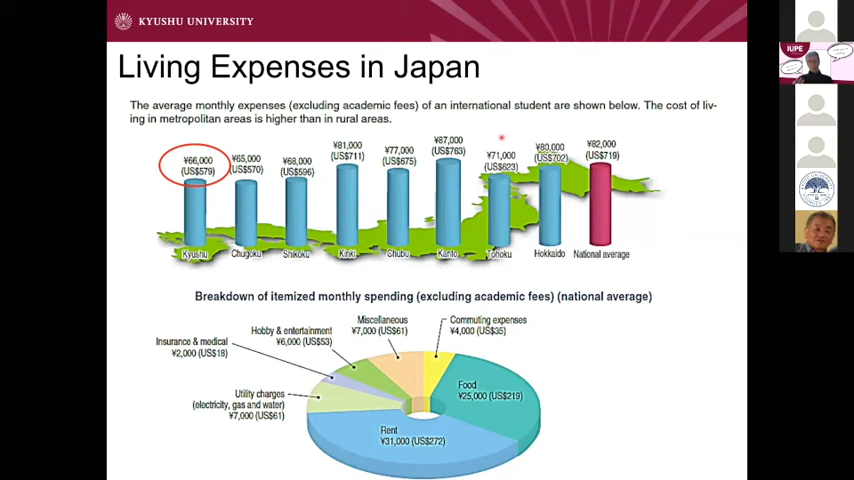 KYUSHU UNIVERSITY
Living Expenses in Japan
The average monthly expenses (excluding academic fees) of an international student are shown below. The cost of liv-
ing in metropolitan areas is higher than in rural areas.
¥66,000
(US$579)
¥65,000
(US$570)
¥68,000
(US$596)
¥81,000
(US$711)
¥77,000
(US$675)
¥87,000
(US$763)
¥71,000
(US$623)
¥80,000
(US$702)
¥82,000
(US$719)
Kyushu
Chugoku
Shikoku
Kinki
Chubu
Kanto
Tohoku
Hokkaido
National average
Breakdown of itemized monthly spending (excluding academic fees) (national average)
Miscellaneous
¥7,000 (US$61)
Commuting expenses
¥4,000 (US$35)
Hobby & entertainment
¥6,000 (US$53)
Insurance & medical
¥2,000 (US$18)
Food
¥25,000 (US$219)
Utility charges
(electricity, gas and water)
¥7,000 (US$61)
Rent
¥31,000 (US$272)
IUPE